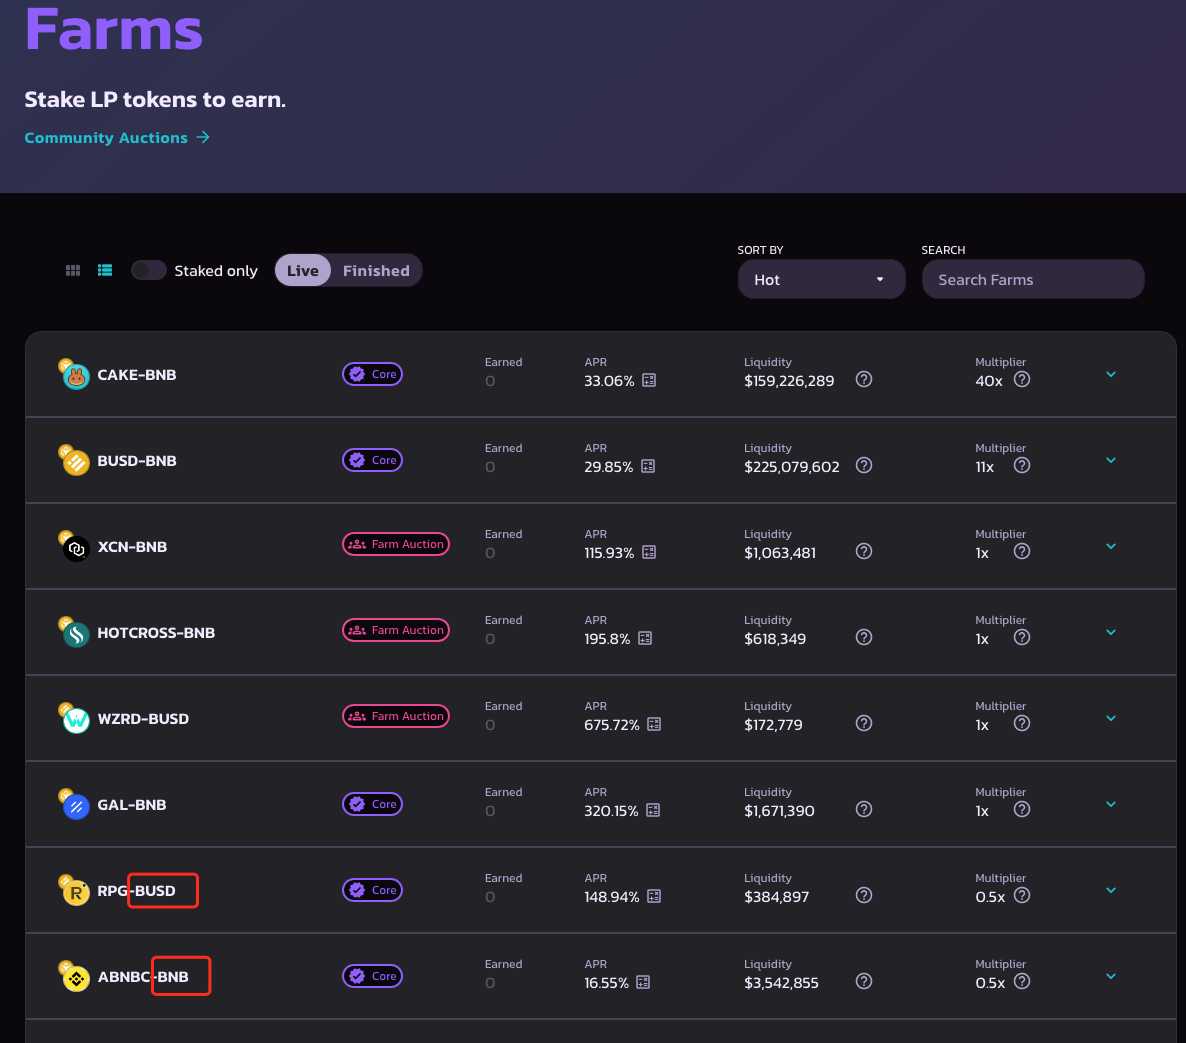 Farms
Stake LP tokens to earn.
Community Auctions
Staked only
Live
Finished
SORT BY
Hot
SEARCH
Search Farms
CAKE-BNB Core Earned 0 APR 33.06% Liquidity $159,226,289 Multiplier 40x
BUSD-BNB Core Earned 0 APR 29.85% Liquidity $225,079,602 Multiplier 11x
XCN-BNB Farm Auction Earned 0 APR 115.93% Liquidity $1,063,481 Multiplier 1x
HOTCROSS-BNB Farm Auction Earned 0 APR 195.8% Liquidity $618,349 Multiplier 1x
WZRD-BUSD Farm Auction Earned 0 APR 675.72% Liquidity $172,779 Multiplier 1x
GAL-BNB Core Earned 0 APR 320.15% Liquidity $1,671,390 Multiplier 1x
RPG-BUSD Core Earned 0 APR 148.94% Liquidity $384,897 Multiplier 0.5x
ABNBC-BNB Core Earned 0 APR 16.55% Liquidity $3,542,855 Multiplier 0.5x